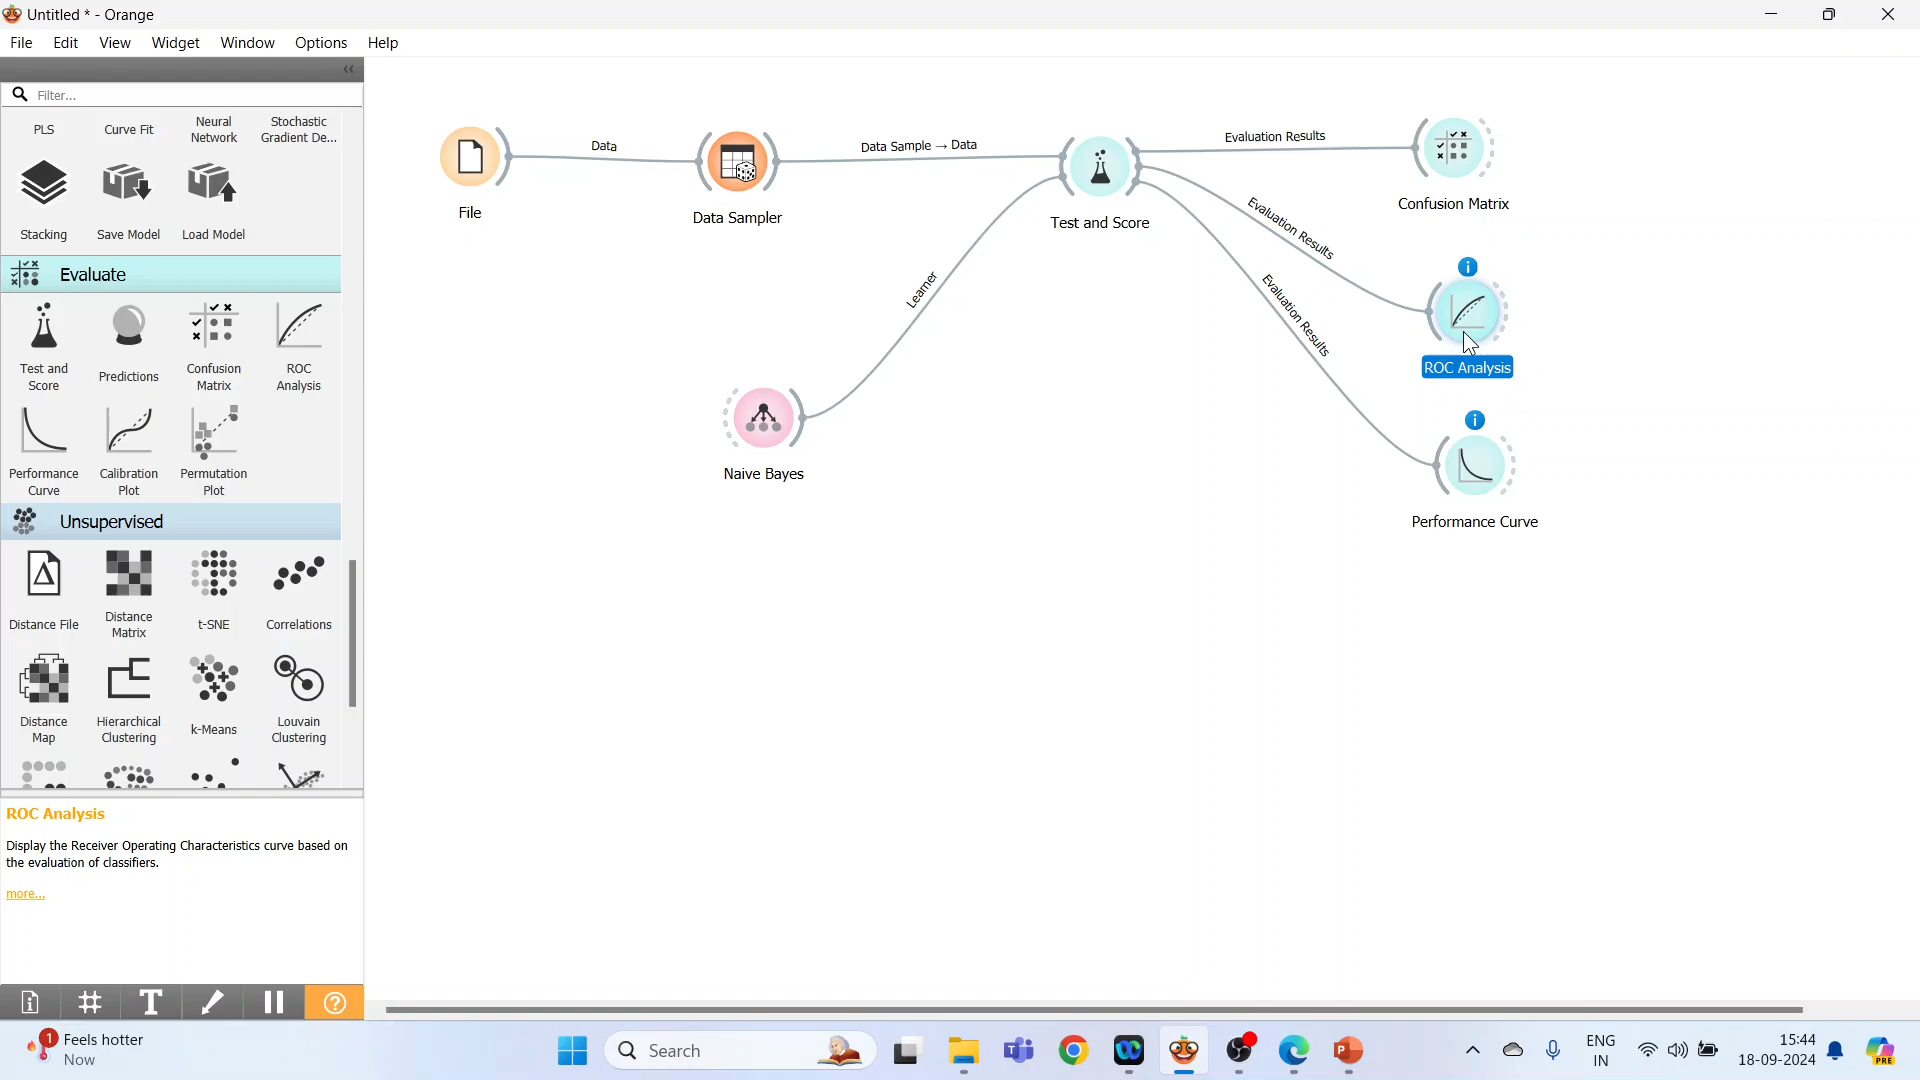 Untitled * - Orange
File Edit View Widget Window Options Help
Filter...
PLS
Curve Fit
Neural
Network
Stochastic
Gradient De...
Stacking
Save Model
Load Model
Evaluate
Test and
Score
Predictions
Confusion
Matrix
ROC
Analysis
Performance
Curve
Calibration
Plot
Permutation
Plot
Unsupervised
Distance File
Distance
Matrix
t-SNE
Correlations
Distance
Map
Hierarchical
Clustering
k-Means
Louvain
Clustering
ROC Analysis
Display the Receiver Operating Characteristics curve based on
the evaluation of classifiers.
more...
File
Data
Data Sampler
Data Sample → Data
Test and Score
Learner
Naive Bayes
Evaluation Results
Confusion Matrix
Evaluation Results
ROC Analysis
Evaluation Results
Performance Curve
1
Feels hotter
Now
Search
ENG
IN
15:44
18-09-2024
PRE